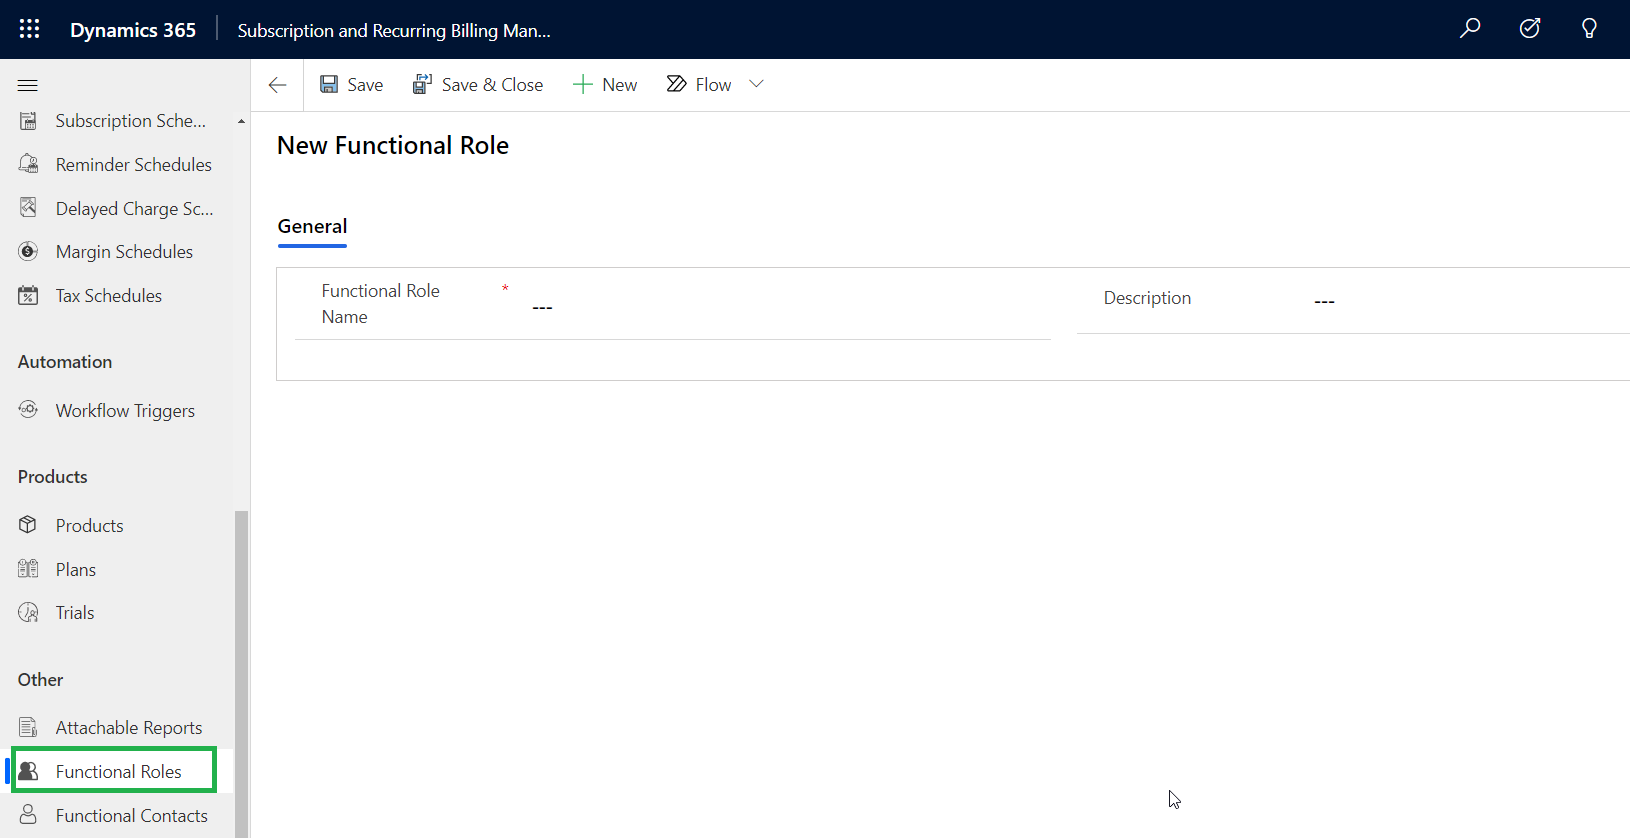 Dynamics 365 Subscription and Recurring Billing Man...
Save Save & Close New Flow
Subscription Sche...
Reminder Schedules
Delayed Charge Sc...
Margin Schedules
Tax Schedules
Automation
Workflow Triggers
Products
Products
Plans
Trials
Other
Attachable Reports
Functional Roles
Functional Contacts
New Functional Role
General
Functional Role
Name
*
---
Description
---